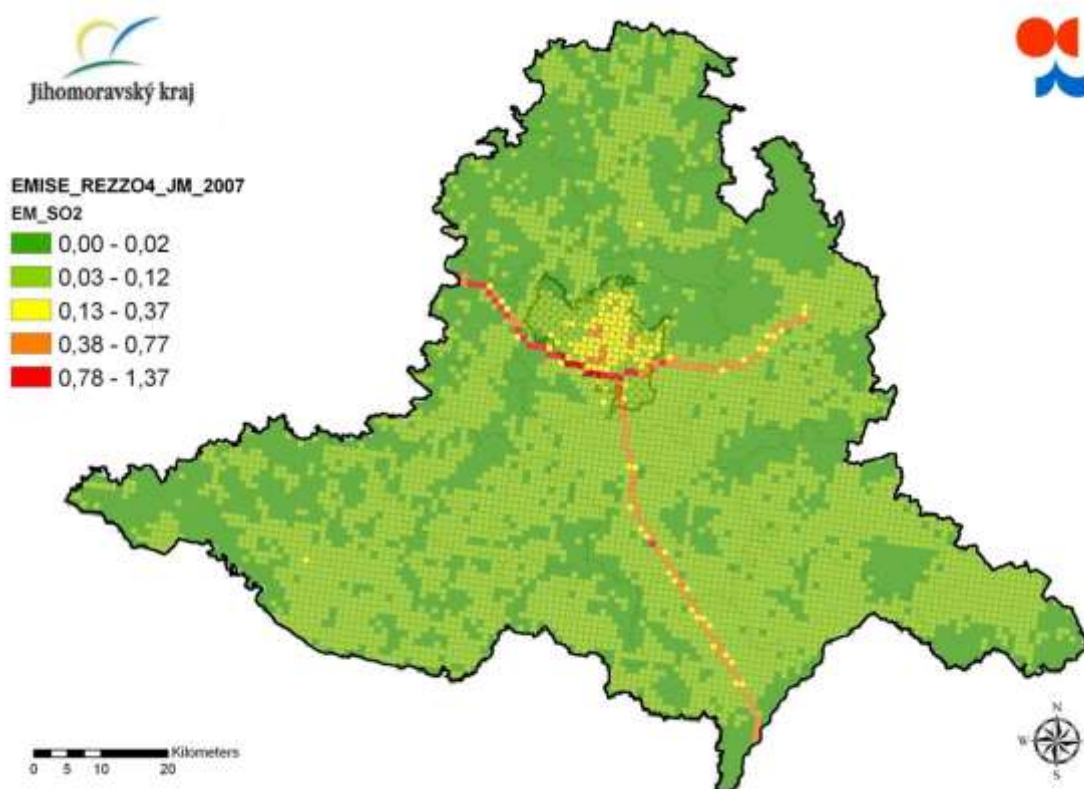 Jihomoravský kraj
EMISE_REZZO4_JM_2007
EM_SO2
0,00 - 0,02
0,03 - 0,12
0,13 - 0,37
0,38 - 0,77
0,78 - 1,37
Kilometers
0 5 10 20
N
W E
S